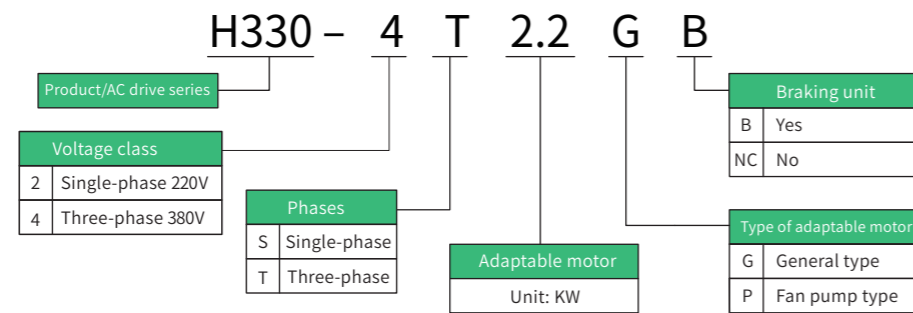 H330 – 4 T 2.2 G B
Product/AC drive series
Voltage class
2 Single-phase 220V
4 Three-phase 380V
Phases
S Single-phase
T Three-phase
Adaptable motor
Unit: KW
Braking unit
B Yes
NC No
Type of adaptable motor
G General type
P Fan pump type